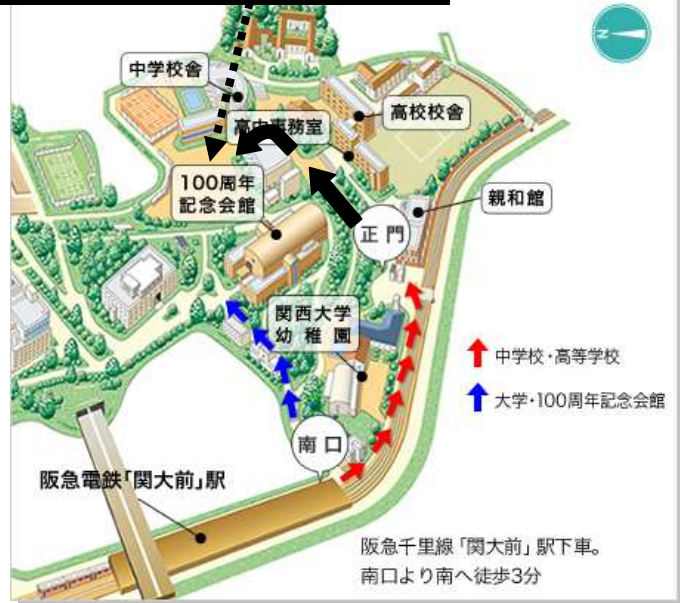 N
中学校舎
高中事務室
高校校舎
100周年
記念会館
親和館
正門
関西大学
幼稚園
中学校・高等学校
大学・100周年記念会館
南口
阪急電鉄「関大前」駅
阪急千里線「関大前」駅下車。
南口より南へ徒歩3分